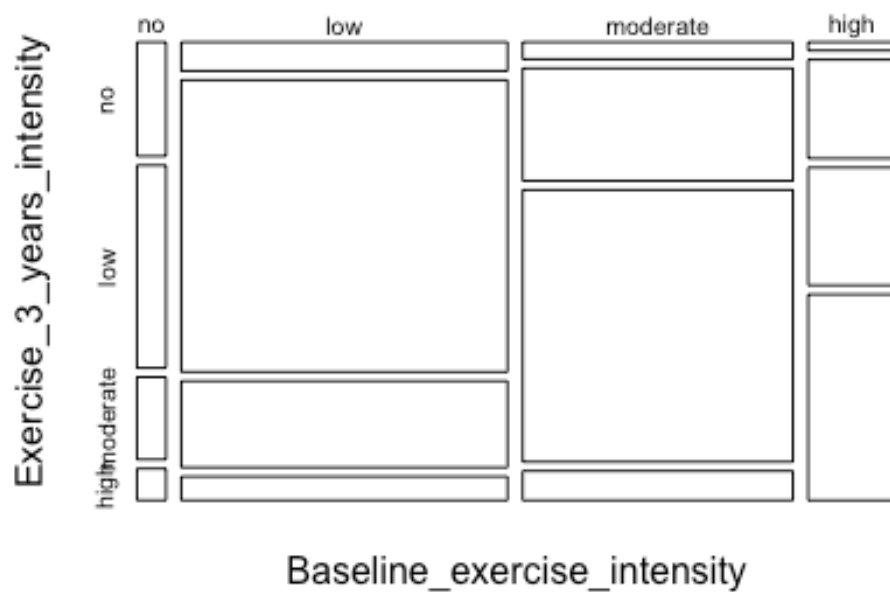 no low moderate high
Exercise_3_years_intensity
no
low
moderate
high
Baseline_exercise_intensity